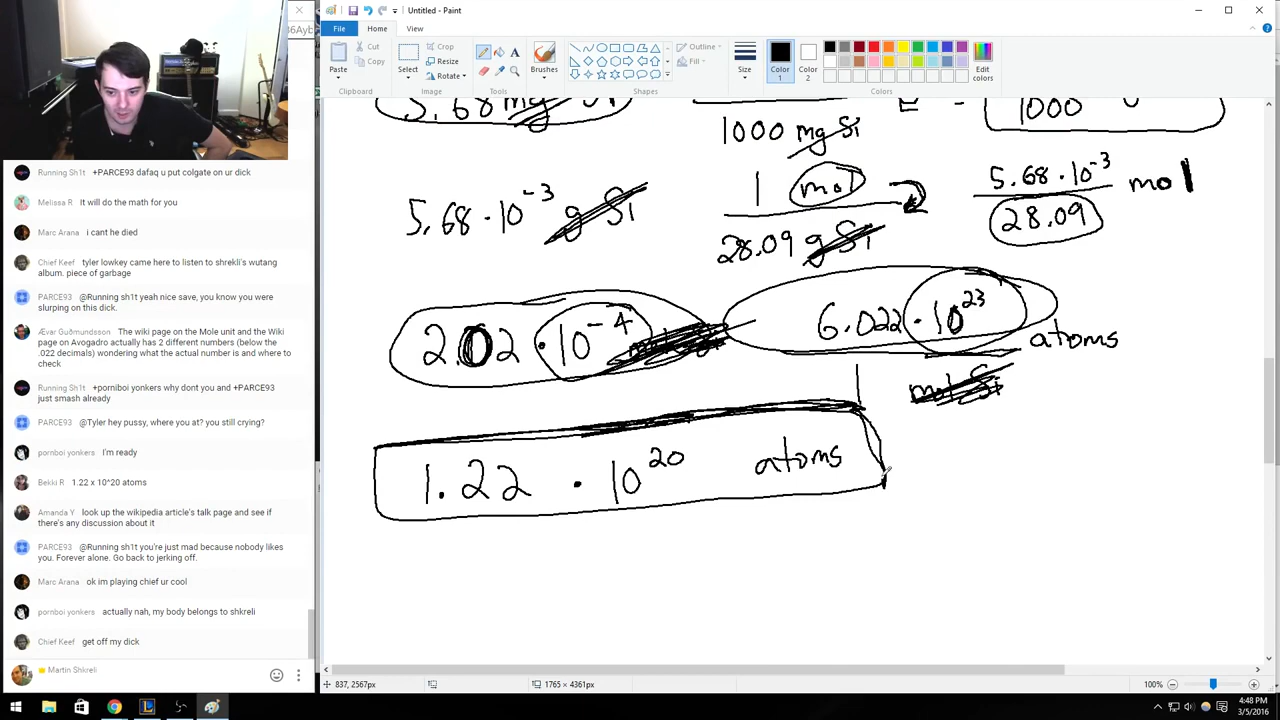 36Ayb
Running Sh1t +PARCE93 dafaq u put colgate on ur dick
Melissa R It will do the math for you
Marc Arana i cant he died
Chief Keef tyler lowkey came here to listen to shrekli's wutang
album. piece of garbage
PARCE93 @Running sh1t yeah nice save, you know you were
slurping on this dick.
Ævar Guðmundsson The wiki page on the Mole unit and the Wiki
page on Avogadro actually has 2 different numbers (below the
.022 decimals) wondering what the actual number is and where to
check
Running Sh1t +porniboi yonkers why dont you and +PARCE93
just smash already
PARCE93 @Tyler hey pussy, where you at? you still crying?
pornboi yonkers I'm ready
Bekki R 1.22 x 10^20 atoms
Amanda Y look up the wikipedia article's talk page and see if
there's any discussion about it
PARCE93 @Running sh1t you're just mad because nobody likes
you. Forever alone. Go back to jerking off.
Marc Arana ok im playing chief ur cool
pornboi yonkers actually nah, my body belongs to shkreli
Chief Keef get off my dick
Martin Shkreli
Untitled - Paint
File Home View
Paste Cut Copy Clipboard
Select Crop Resize Rotate Image
Tools
Brushes
Outline Fill Shapes
Size
Color 1 Color 2 Edit colors Colors
5.68 mg Si
1000 mg Si
1000
5.68 · 10⁻³ g Si
1 mol
28.09 g Si
5.68 · 10⁻³ mol
28.09
2.02 · 10⁻⁴
6.022 · 10²³ atoms
mol Si
1.22 · 10²⁰ atoms
837, 2567px 1765 × 4361px 100%
4:48 PM
3/5/2016